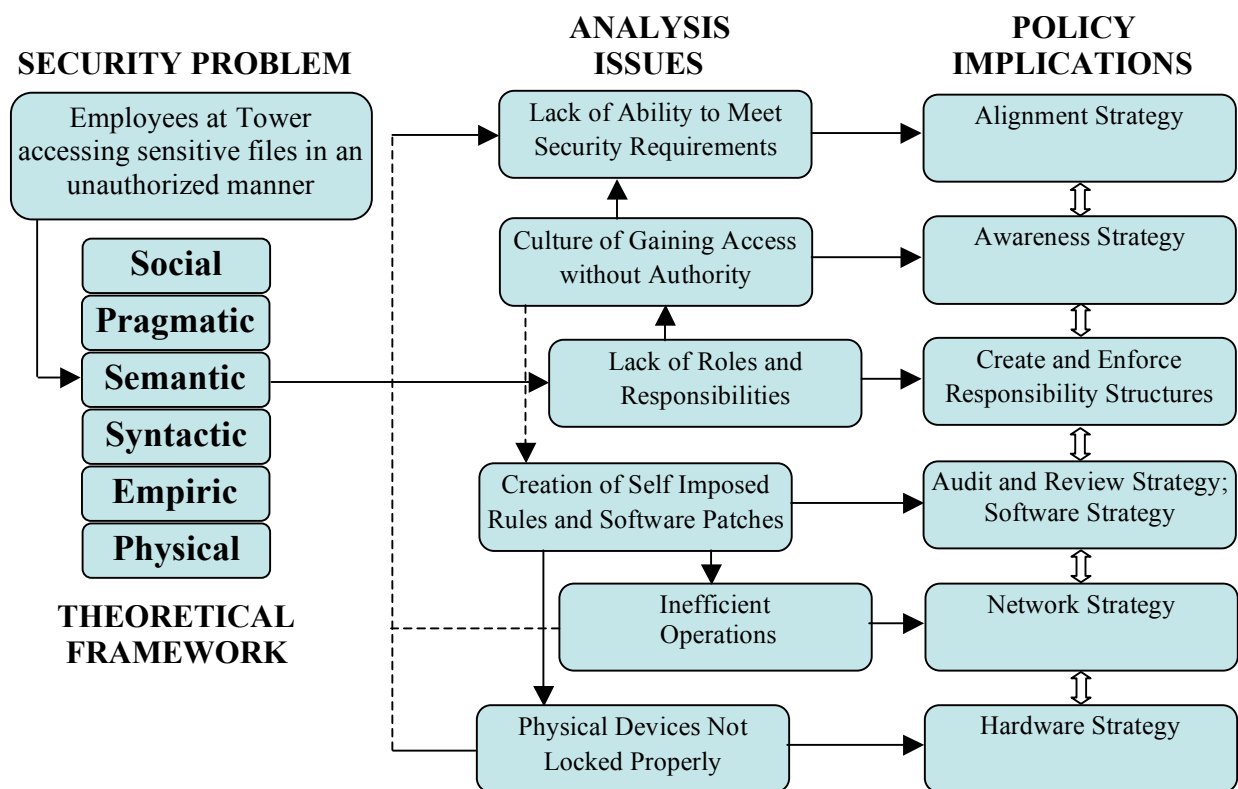 SECURITY PROBLEM
Employees at Tower
accessing sensitive files in an
unauthorized manner
Social
Pragmatic
Semantic
Syntactic
Empiric
Physical
THEORETICAL
FRAMEWORK
ANALYSIS
ISSUES
Lack of Ability to Meet
Security Requirements
Culture of Gaining Access
without Authority
Lack of Roles and
Responsibilities
Creation of Self Imposed
Rules and Software Patches
Inefficient
Operations
Physical Devices Not
Locked Properly
POLICY
IMPLICATIONS
Alignment Strategy
Awareness Strategy
Create and Enforce
Responsibility Structures
Audit and Review Strategy;
Software Strategy
Network Strategy
Hardware Strategy